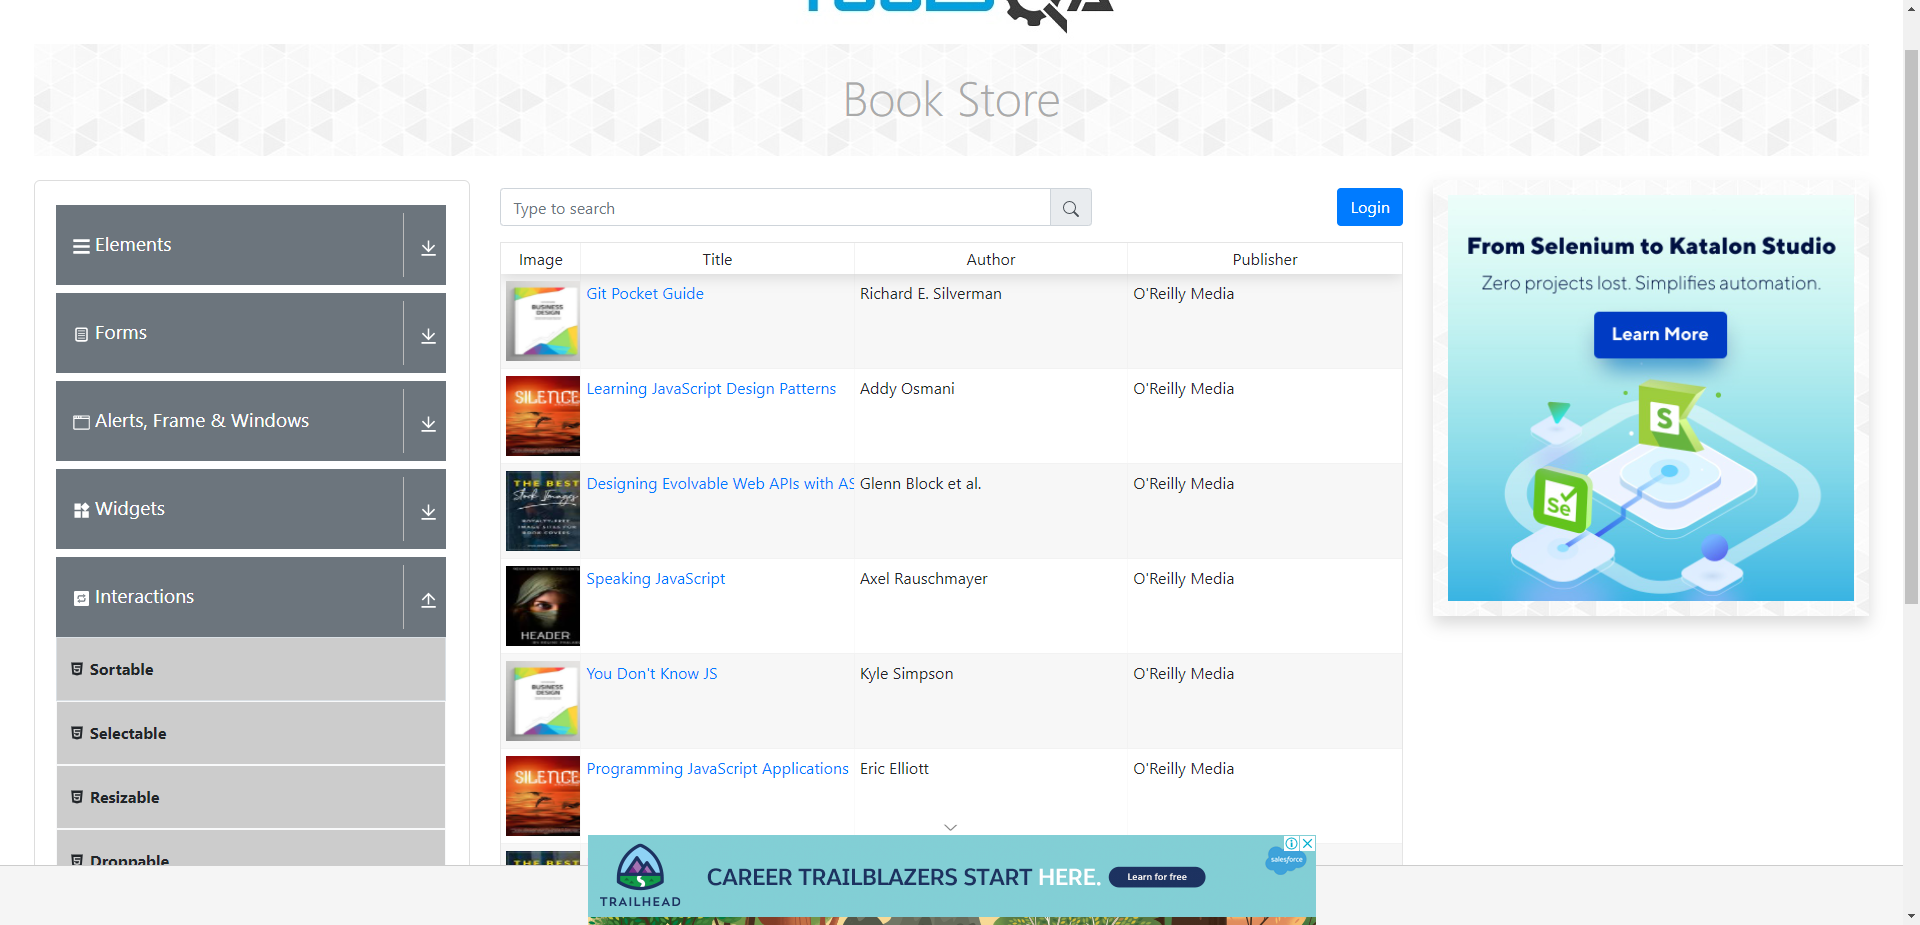 Book Store
Elements
Forms
Alerts, Frame & Windows
Widgets
Interactions
Sortable
Selectable
Resizable
Droppable
Type to search
Login
Image Title Author Publisher
BUSINESS
DESIGN
Git Pocket Guide Richard E. Silverman O'Reilly Media
SILENCE
Learning JavaScript Design Patterns Addy Osmani O'Reilly Media
THE BEST
Stock Images
Designing Evolvable Web APIs with AS Glenn Block et al. O'Reilly Media
HEADER
Speaking JavaScript Axel Rauschmayer O'Reilly Media
BUSINESS
DESIGN
You Don't Know JS Kyle Simpson O'Reilly Media
SILENCE
Programming JavaScript Applications Eric Elliott O'Reilly Media
THE BEST
From Selenium to Katalon Studio
Zero projects lost. Simplifies automation.
Learn More
S
Se
TRAILHEAD
CAREER TRAILBLAZERS START HERE.
Learn for free
salesforce